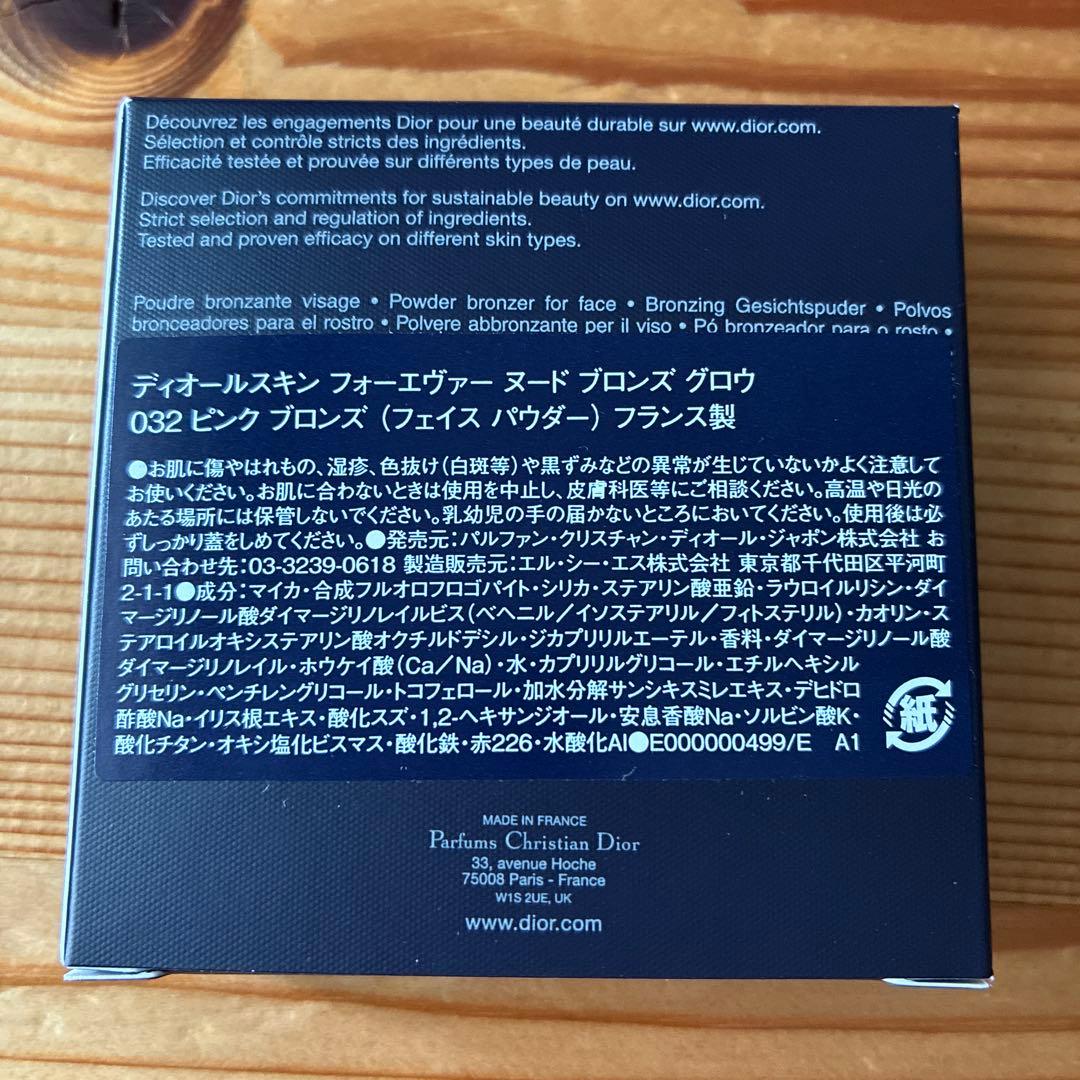 Découvrez les engagements Dior pour une beauté durable sur www.dior.com.
Sélection et contrôle stricts des ingrédients.
Efficacité testée et prouvée sur différents types de peau.
Discover Dior's commitments for sustainable beauty on www.dior.com.
Strict selection and regulation of ingredients.
Tested and proven efficacy on different skin types.
Poudre bronzante visage • Powder bronzer for face • Bronzing Gesichtspuder • Polvos
bronceadores para el rostro • Polvere abbronzante per il viso • Pó bronzeador para o rosto •
ディオールスキン フォーエヴァー ヌード ブロンズ グロウ
032 ピンク ブロンズ (フェイス パウダー) フランス製
●お肌に傷やはれもの、湿疹、色抜け(白斑等)や黒ずみなどの異常が生じていないかよく注意して
お使いください。お肌に合わないときは使用を中止し、皮膚科医等にご相談ください。高温や日光の
あたる場所には保管しないでください。乳幼児の手の届かないところにおいてください。使用後は必
ずしっかり蓋をしめてください。●発売元:パルファン・クリスチャン・ディオール・ジャポン株式会社 お
問い合わせ先:03-3239-0618 製造販売元:エル・シー・エス株式会社 東京都千代田区平河町
2-1-1●成分:マイカ・合成フルオロフロゴパイト・シリカ・ステアリン酸亜鉛・ラウロイルリシン・ダイ
マージリノール酸ダイマージリノレイルビス(ベヘニル/イソステアリル/フィトステリル)・カオリン・ス
テアロイルオキシステアリン酸オクチルドデシル・ジカプリリルエーテル・香料・ダイマージリノール酸
ダイマージリノレイル・ホウケイ酸(Ca/Na)・水・カプリリルグリコール・エチルヘキシル
グリセリン・ペンチレングリコール・トコフェロール・加水分解サンシキスミレエキス・デヒドロ
酢酸Na・イリス根エキス・酸化スズ・1,2-ヘキサンジオール・安息香酸Na・ソルビン酸K・
酸化チタン・オキシ塩化ビスマス・酸化鉄・赤226・水酸化Al●E000000499/E A1
紙
MADE IN FRANCE
Parfums Christian Dior
33, avenue Hoche
75008 Paris - France
W1S 2UE, UK
www.dior.com